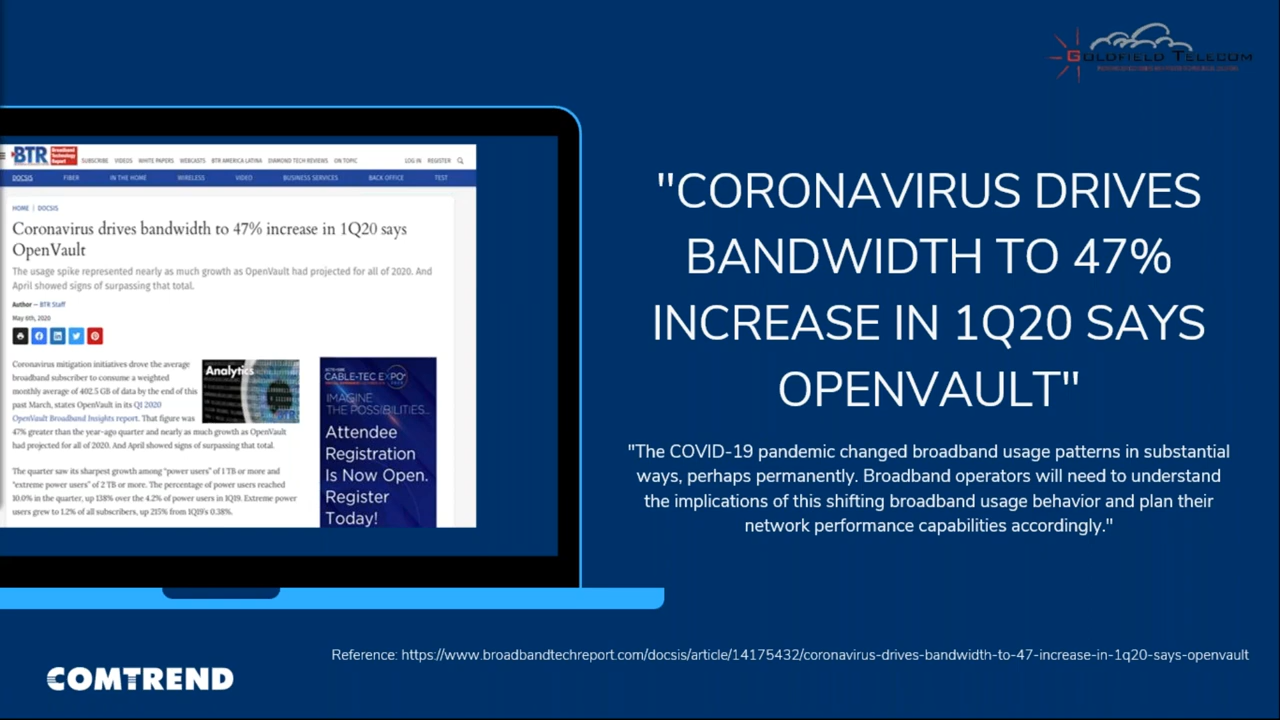 GOLDFIELD TELECOM
BTR Broadband
Technology
Report
SUBSCRIBE VIDEOS WHITE PAPERS WEBCASTS BTR AMERICA LATINA DIAMOND TECH REVIEWS ON TOPIC LOG IN REGISTER
DOCSIS FIBER IN THE HOME WIRELESS VIDEO BUSINESS SERVICES BACK OFFICE TEST
HOME | DOCSIS
Coronavirus drives bandwidth to 47% increase in 1Q20 says
OpenVault
The usage spike represented nearly as much growth as OpenVault had projected for all of 2020. And
April showed signs of surpassing that total.
Author — BTR Staff
May 6th, 2020
Coronavirus mitigation initiatives drove the average
broadband subscriber to consume a weighted
monthly average of 402.5 GB of data by the end of this
past March, states OpenVault in its Q1 2020
OpenVault Broadband Insights report. That figure was
47% greater than the year-ago quarter and nearly as much growth as OpenVault
had projected for all of 2020. And April showed signs of surpassing that total.
The quarter saw its sharpest growth among "power users" of 1 TB or more and
"extreme power users" of 2 TB or more. The percentage of power users reached
10.0% in the quarter, up 138% over the 4.2% of power users in 1Q19. Extreme power
users grew to 1.2% of all subscribers, up 215% from 1Q19's 0.38%.
Analytics
CABLE-TEC EXPO
IMAGINE
THE POSSIBILITIES...
Attendee
Registration
Is Now Open.
Register
Today!
"CORONAVIRUS DRIVES
BANDWIDTH TO 47%
INCREASE IN 1Q20 SAYS
OPENVAULT"
"The COVID-19 pandemic changed broadband usage patterns in substantial
ways, perhaps permanently. Broadband operators will need to understand
the implications of this shifting broadband usage behavior and plan their
network performance capabilities accordingly."
Reference: https://www.broadbandtechreport.com/docsis/article/14175432/coronavirus-drives-bandwidth-to-47-increase-in-1q20-says-openvault
COMTREND